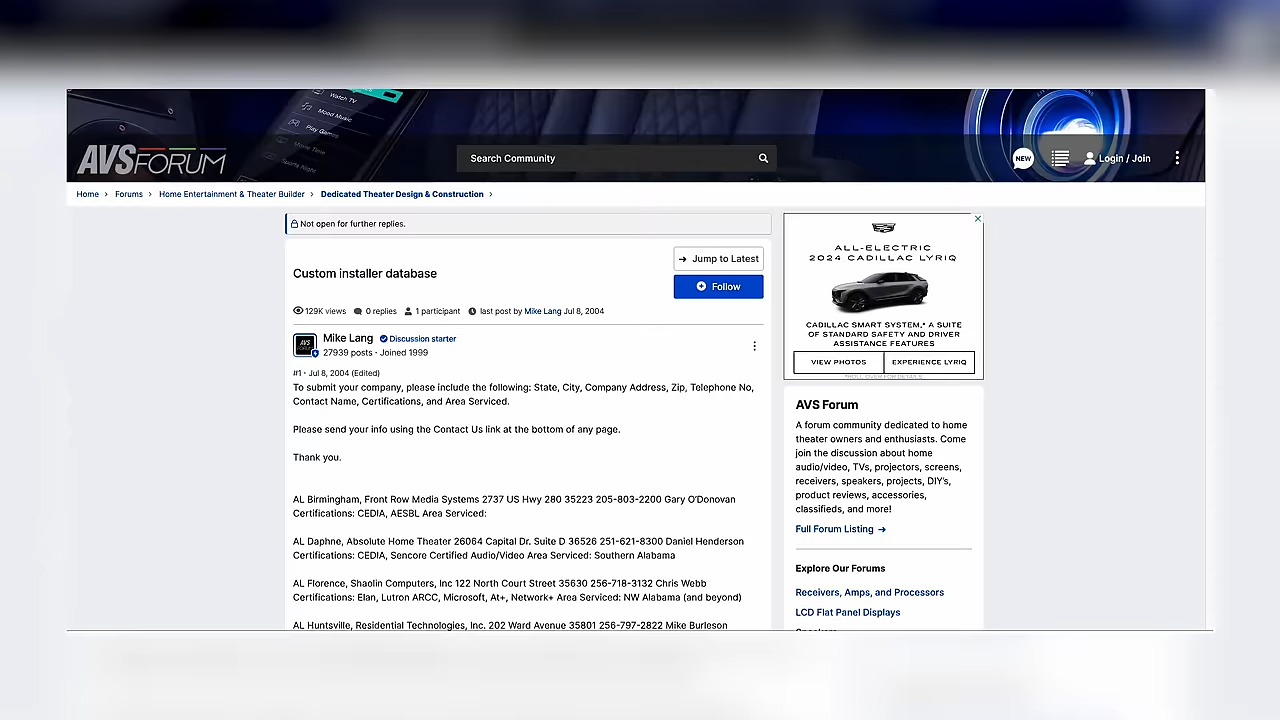 Watch TV
Mood Music
Play Games
Movie Time
Sports Night
AVSFORUM
Search Community
NEW
Login / Join
Home › Forums › Home Entertainment & Theater Builder › Dedicated Theater Design & Construction ›
Not open for further replies.
Jump to Latest
Custom installer database
Follow
129K views 0 replies 1 participant last post by Mike Lang Jul 8, 2004
AVS
Mike Lang Discussion starter
27939 posts · Joined 1999
#1 · Jul 8, 2004 (Edited)
To submit your company, please include the following: State, City, Company Address, Zip, Telephone No,
Contact Name, Certifications, and Area Serviced.
Please send your info using the Contact Us link at the bottom of any page.
Thank you.
AL Birmingham, Front Row Media Systems 2737 US Hwy 280 35223 205-803-2200 Gary O'Donovan
Certifications: CEDIA, AESBL Area Serviced:
AL Daphne, Absolute Home Theater 26064 Capital Dr. Suite D 36526 251-621-8300 Daniel Henderson
Certifications: CEDIA, Sencore Certified Audio/Video Area Serviced: Southern Alabama
AL Florence, Shaolin Computers, Inc 122 North Court Street 35630 256-718-3132 Chris Webb
Certifications: Elan, Lutron ARCC, Microsoft, At+, Network+ Area Serviced: NW Alabama (and beyond)
AL Huntsville, Residential Technologies, Inc. 202 Ward Avenue 35801 256-797-2822 Mike Burleson
ALL-ELECTRIC
2024 CADILLAC LYRIQ
CADILLAC SMART SYSTEM,* A SUITE
OF STANDARD SAFETY AND DRIVER
ASSISTANCE FEATURES
VIEW PHOTOS
EXPERIENCE LYRIQ
AVS Forum
A forum community dedicated to home
theater owners and enthusiasts. Come
join the discussion about home
audio/video, TVs, projectors, screens,
receivers, speakers, projects, DIY's,
product reviews, accessories,
classifieds, and more!
Full Forum Listing →
Explore Our Forums
Receivers, Amps, and Processors
LCD Flat Panel Displays